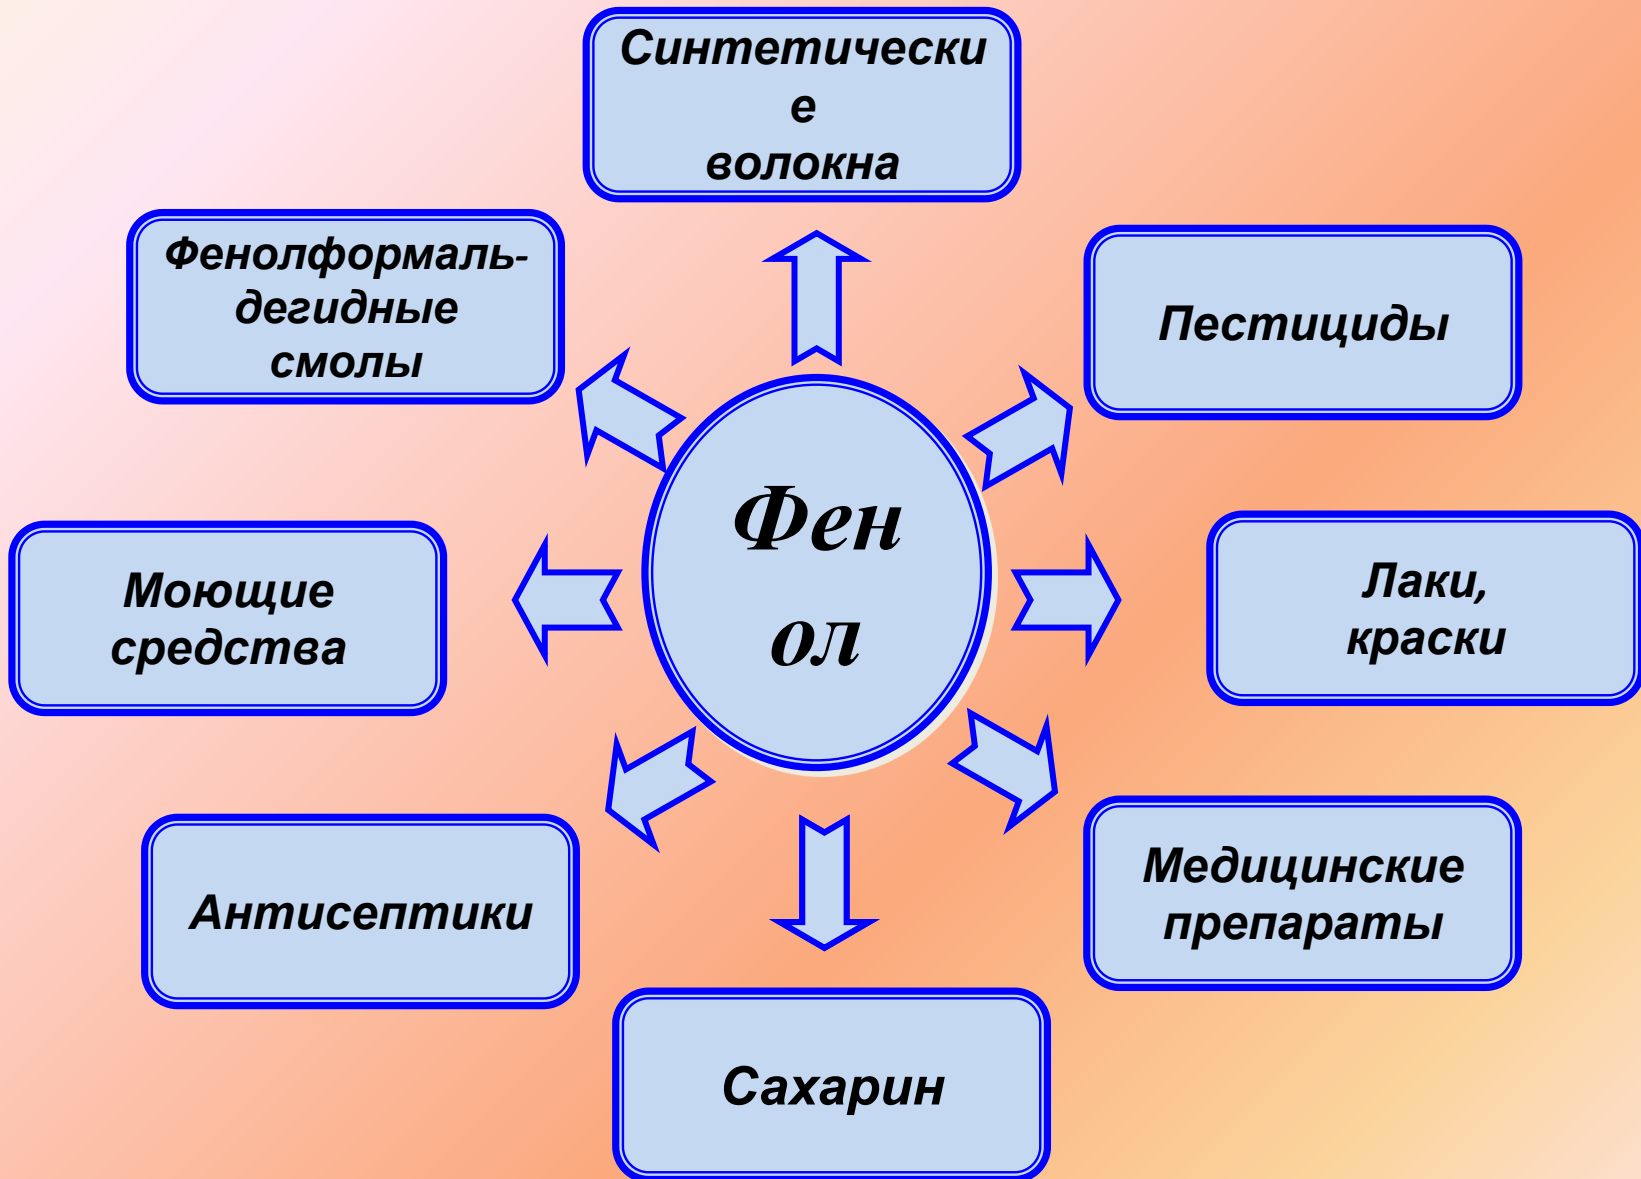 Синтетически
е
волокна
Фенолформаль-
дегидные
смолы
Пестициды
Фен
ол
Моющие
средства
Лаки,
краски
Антисептики
Медицинские
препараты
Сахарин